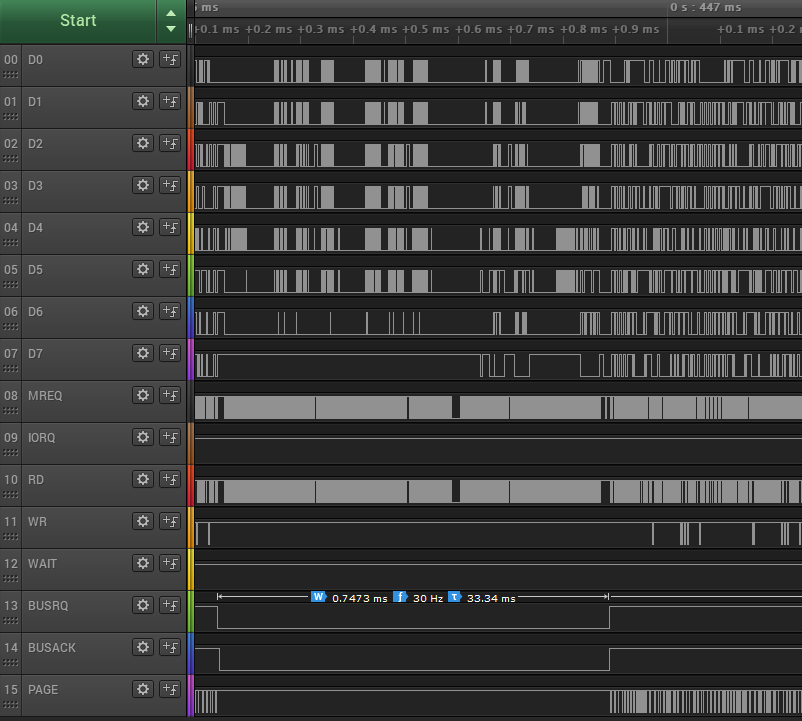 Start
5 ms
0 s : 447 ms
+0.1 ms +0.2 ms +0.3 ms +0.4 ms +0.5 ms +0.6 ms +0.7 ms +0.8 ms +0.9 ms +0.1 ms +0.2
00 D0
01 D1
02 D2
03 D3
04 D4
05 D5
06 D6
07 D7
08 MREQ
09 IORQ
10 RD
11 WR
12 WAIT
W 0.7473 ms f 30 Hz τ 33.34 ms
13 BUSRQ
14 BUSACK
15 PAGE